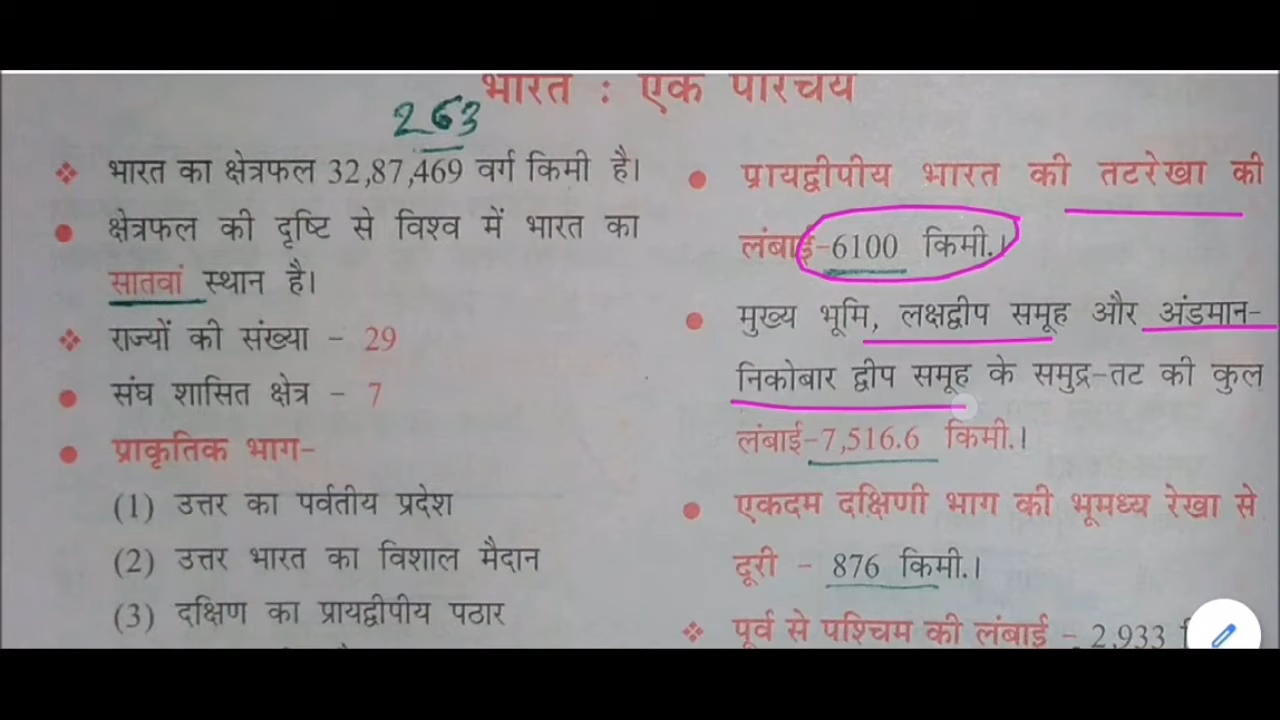 भारत : एक परिचय
263
भारत का क्षेत्रफल 32,87,469 वर्ग किमी है।
क्षेत्रफल की दृष्टि से विश्व में भारत का
सातवां स्थान है।
राज्यों की संख्या - 29
संघ शासित क्षेत्र - 7
प्राकृतिक भाग-
(1) उत्तर का पर्वतीय प्रदेश
(2) उत्तर भारत का विशाल मैदान
(3) दक्षिण का प्रायद्वीपीय पठार
प्रायद्वीपीय भारत की तटरेखा की
लंबाई-6100 किमी.।
मुख्य भूमि, लक्षद्वीप समूह और अंडमान-
निकोबार द्वीप समूह के समुद्र-तट की कुल
लंबाई-7,516.6 किमी.।
एकदम दक्षिणी भाग की भूमध्य रेखा से
दूरी - 876 किमी.।
पूर्व से पश्चिम की लंबाई - 2,933